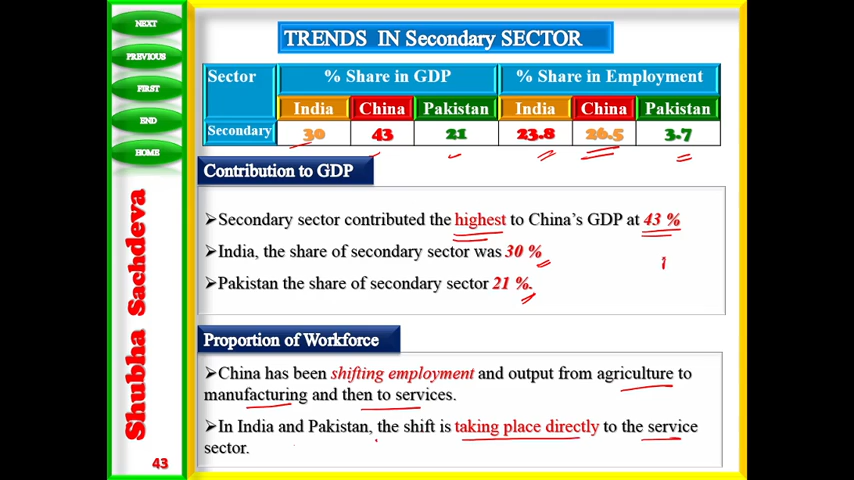 NEXT
PREVIOUS
FIRST
END
HOME
Shubha Sachdeva
43
TRENDS IN Secondary SECTOR
Sector % Share in GDP % Share in Employment
India China Pakistan India China Pakistan
Secondary 30 43 21 23.8 26.5 3.7
Contribution to GDP
➢Secondary sector contributed the highest to China's GDP at 43 %
➢India, the share of secondary sector was 30 %
➢Pakistan the share of secondary sector 21 %.
Proportion of Workforce
➢China has been shifting employment and output from agriculture to
manufacturing and then to services.
➢In India and Pakistan, the shift is taking place directly to the service
sector.